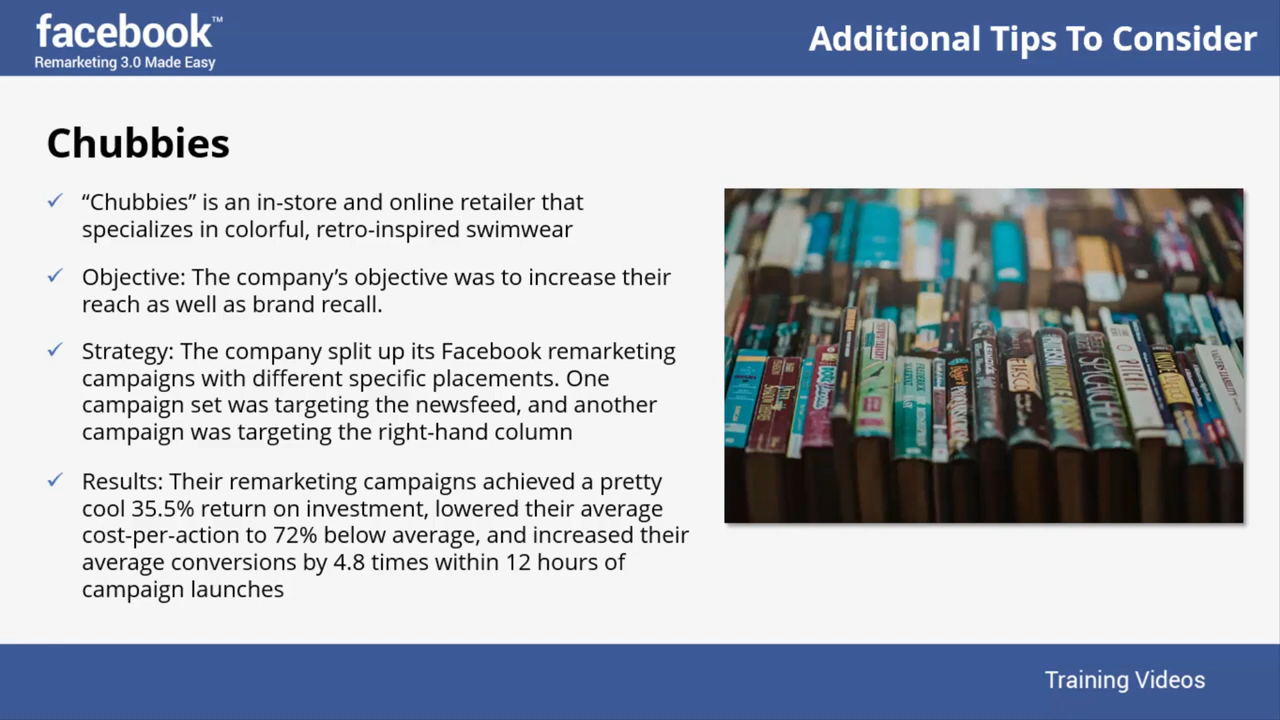 facebook™
Remarketing 3.0 Made Easy
Additional Tips To Consider
Chubbies
✓ “Chubbies” is an in-store and online retailer that
specializes in colorful, retro-inspired swimwear
✓ Objective: The company’s objective was to increase their
reach as well as brand recall.
✓ Strategy: The company split up its Facebook remarketing
campaigns with different specific placements. One
campaign set was targeting the newsfeed, and another
campaign was targeting the right-hand column
✓ Results: Their remarketing campaigns achieved a pretty
cool 35.5% return on investment, lowered their average
cost-per-action to 72% below average, and increased their
average conversions by 4.8 times within 12 hours of
campaign launches
FIASCO
Training Videos